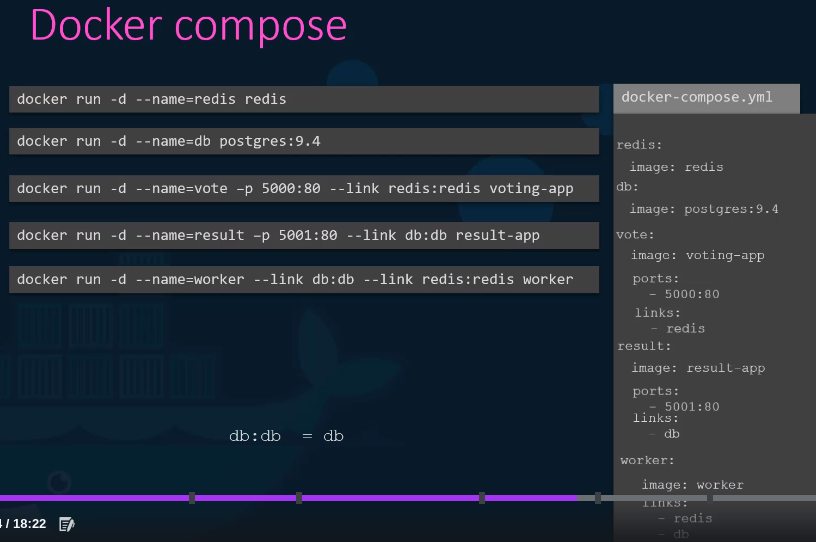 Docker compose
docker run -d --name=redis redis
docker run -d --name=db postgres:9.4
docker run -d --name=vote –p 5000:80 --link redis:redis voting-app
docker run -d --name=result –p 5001:80 --link db:db result-app
docker run -d --name=worker --link db:db --link redis:redis worker
db:db = db
docker-compose.yml
redis:
image: redis
db:
image: postgres:9.4
vote:
image: voting-app
ports:
- 5000:80
links:
- redis
result:
image: result-app
ports:
- 5001:80
links:
- db
worker:
image: worker
links:
- redis
- db
/ 18:22